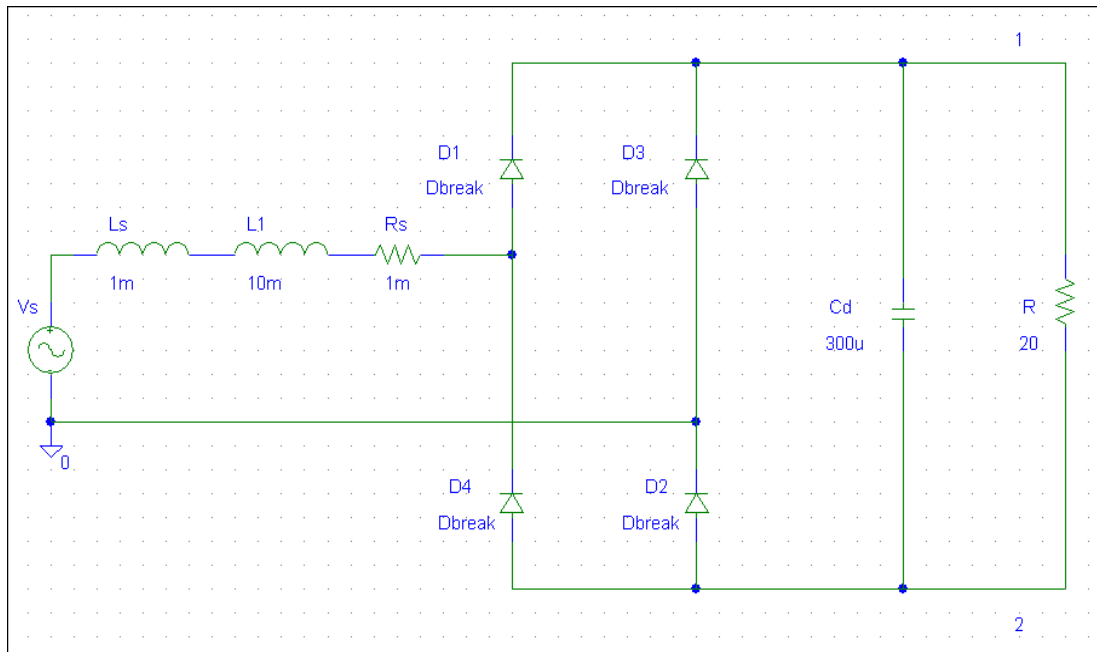 1
D1
Dbreak
D3
Dbreak
Ls
1m
L1
10m
Rs
1m
Vs
Cd
300u
R
20
0
D4
Dbreak
D2
Dbreak
2